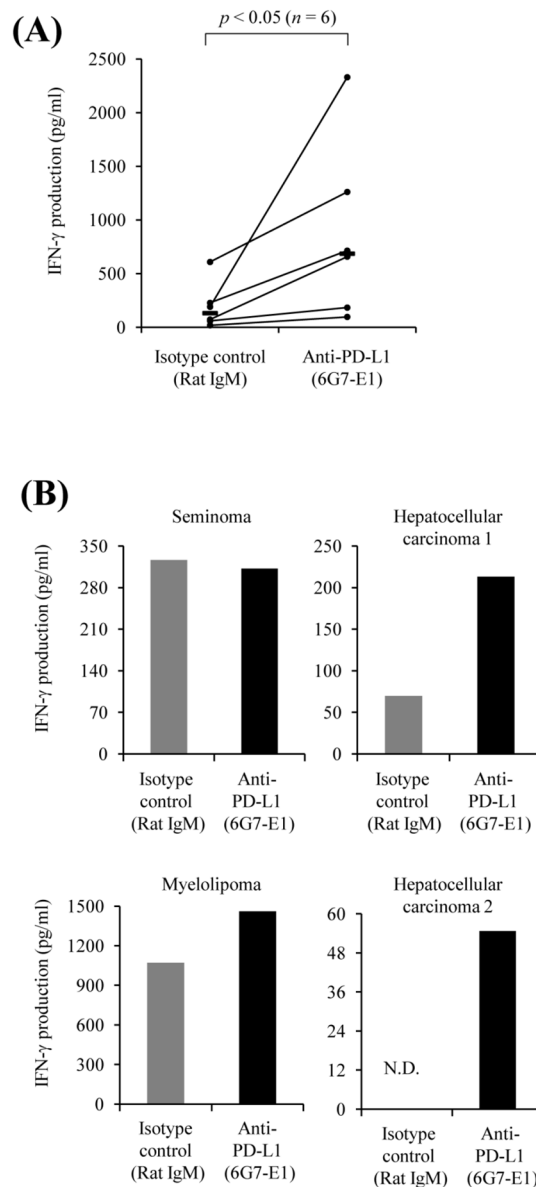 (A)
p < 0.05 (n = 6)
IFN-γ production (pg/ml)
2500
2000
1500
1000
500
0
Isotype control
(Rat IgM)
Anti-PD-L1
(6G7-E1)
(B)
Seminoma
IFN-γ production (pg/ml)
350
280
210
140
70
0
Isotype
control
(Rat IgM)
Anti-
PD-L1
(6G7-E1)
Hepatocellular
carcinoma 1
250
200
150
100
50
0
Isotype
control
(Rat IgM)
Anti-
PD-L1
(6G7-E1)
Myelolipoma
IFN-γ production (pg/ml)
1500
1200
900
600
300
0
Isotype
control
(Rat IgM)
Anti-
PD-L1
(6G7-E1)
Hepatocellular
carcinoma 2
60
48
36
24
12
0
N.D.
Isotype
control
(Rat IgM)
Anti-
PD-L1
(6G7-E1)